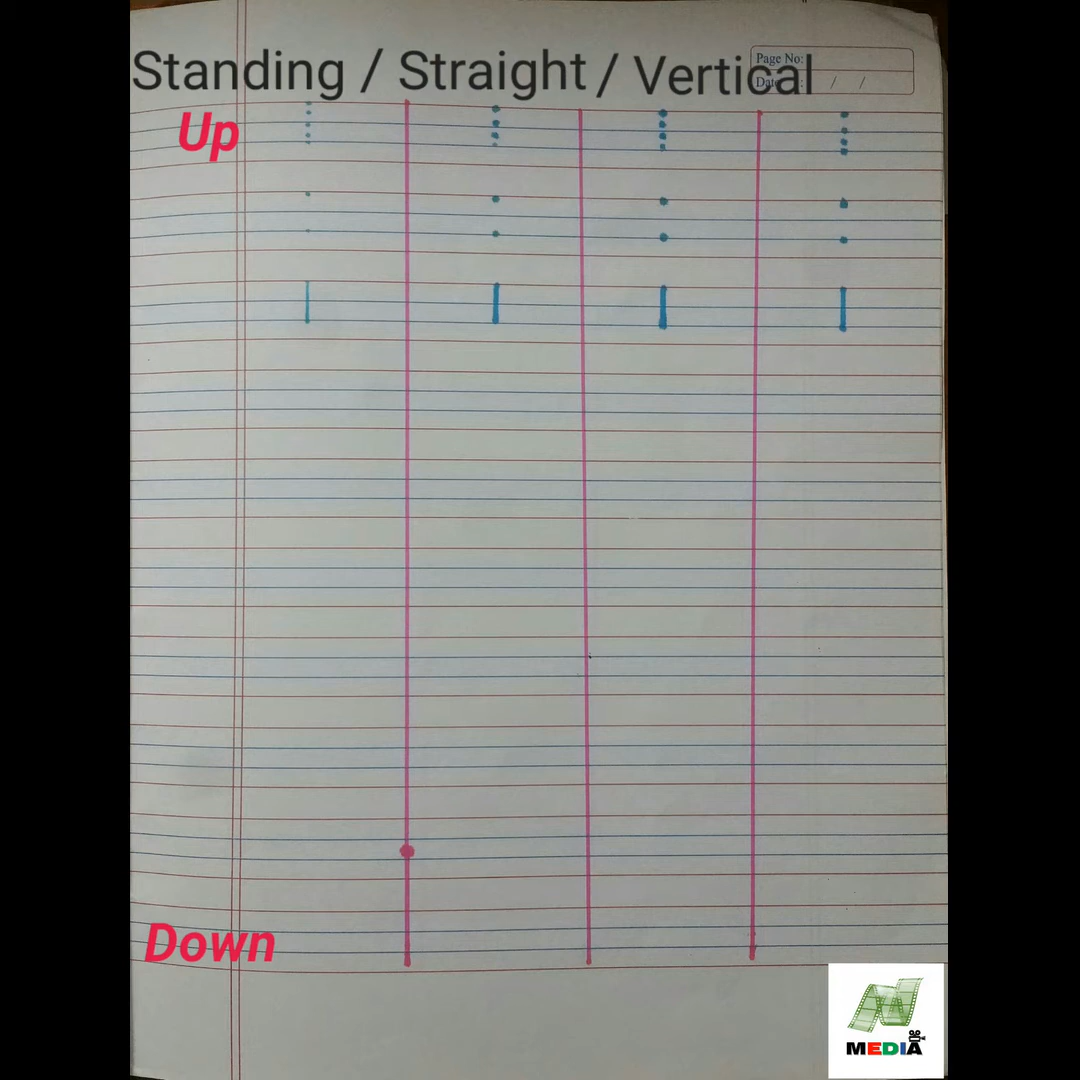 Standing / Straight / Vertical
Page No:
Date : / /
Up
Down
MEDIA